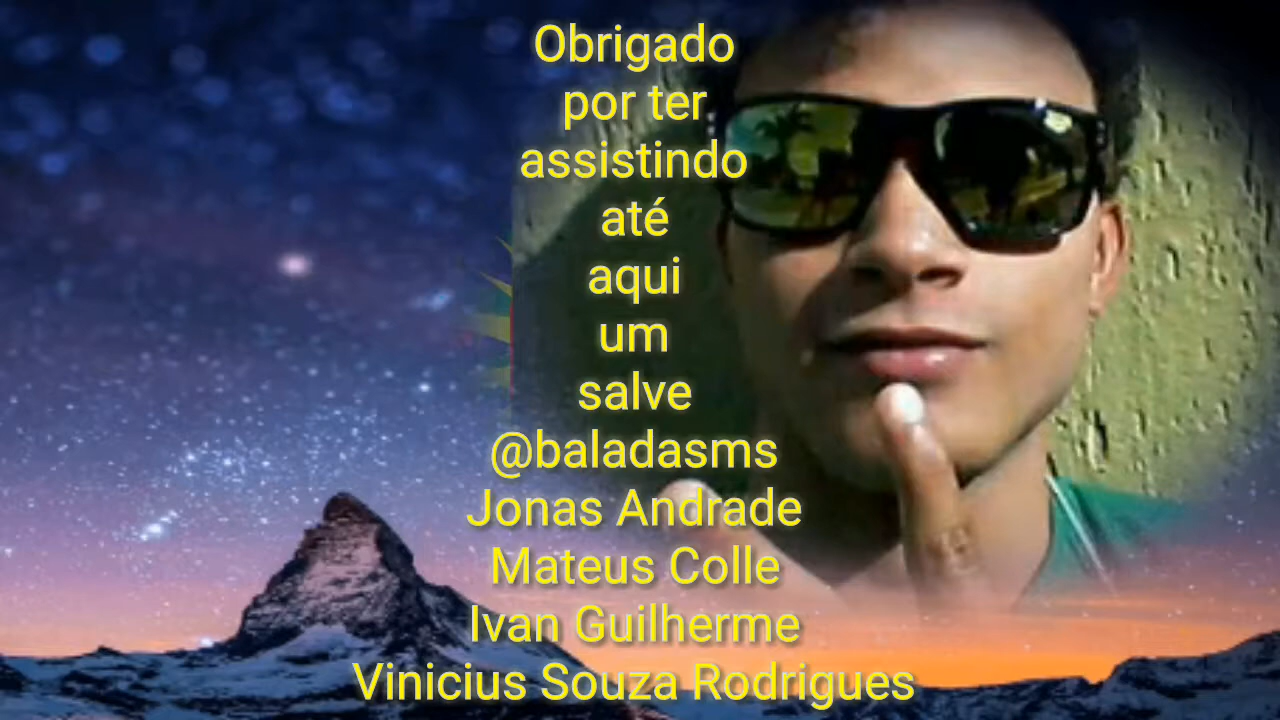 Obrigado
por ter
assistindo
até
aqui
um
salve
@baladasms
Jonas Andrade
Mateus Colle
Ivan Guilherme
Vinicius Souza Rodrigues